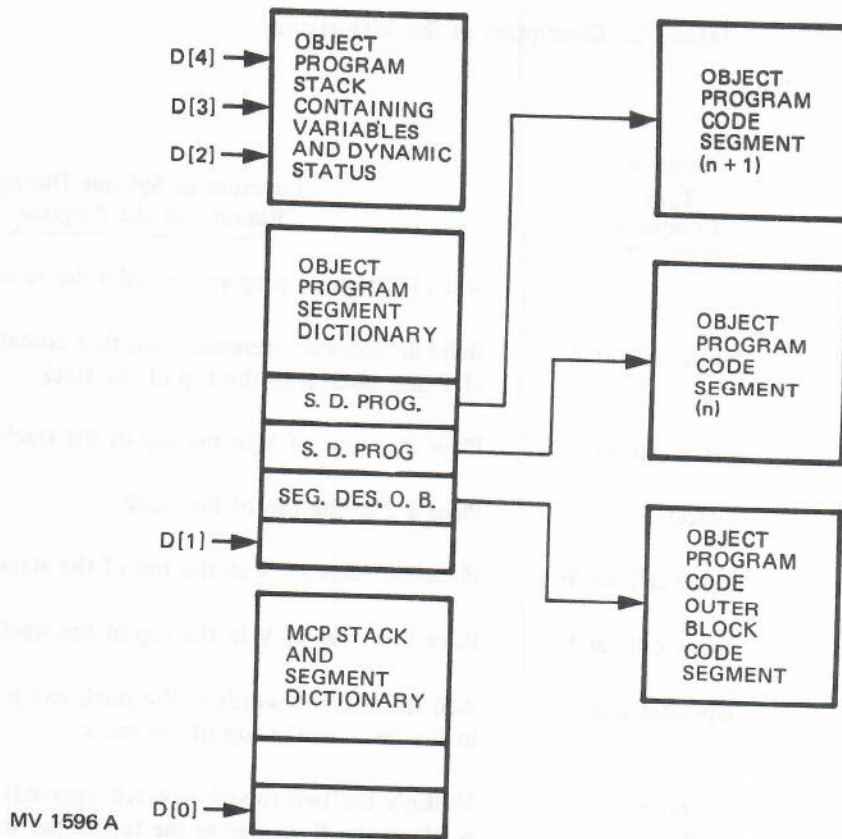 D[4]
D[3]
D[2]
OBJECT
PROGRAM
STACK
CONTAINING
VARIABLES
AND DYNAMIC
STATUS
OBJECT
PROGRAM
CODE
SEGMENT
(n + 1)
OBJECT
PROGRAM
SEGMENT
DICTIONARY
S. D. PROG.
S. D. PROG
SEG. DES. O. B.
D[1]
OBJECT
PROGRAM
CODE
SEGMENT
(n)
OBJECT
PROGRAM
CODE
OUTER
BLOCK
CODE
SEGMENT
MCP STACK
AND
SEGMENT
DICTIONARY
D[0]
MV 1596 A